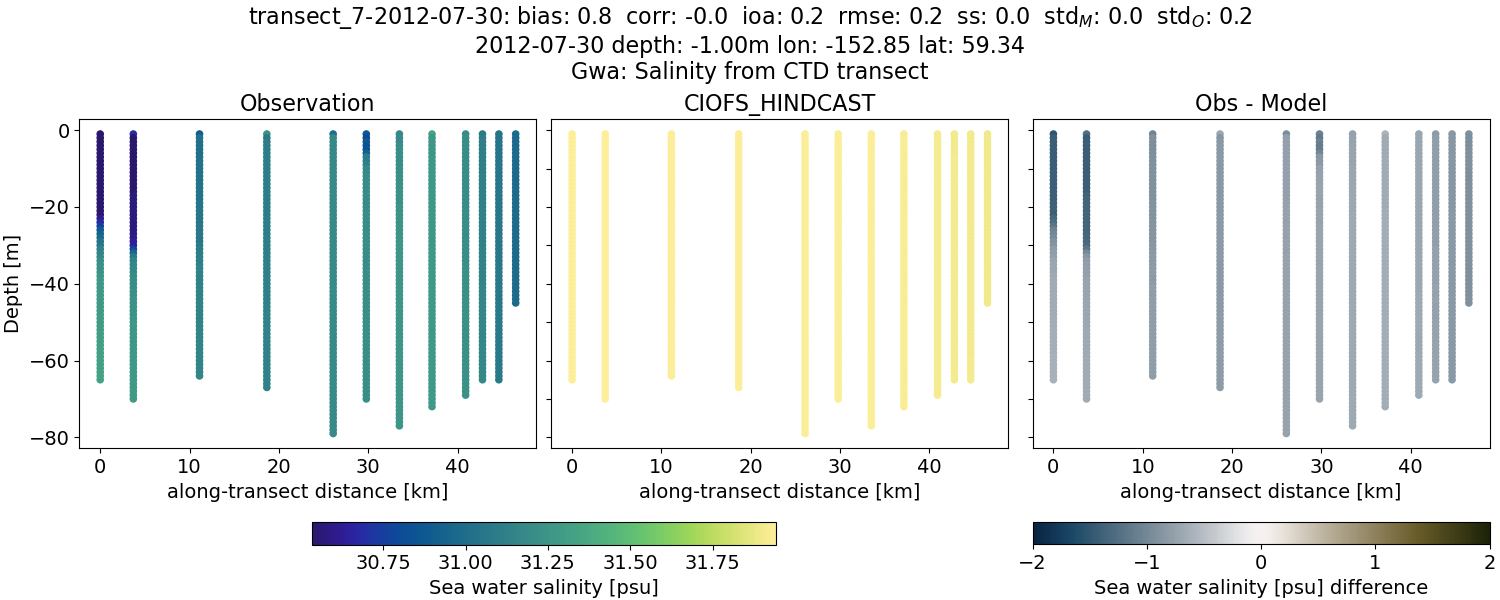 transect_7-2012-07-30: bias: 0.8 corr: -0.0 ioa: 0.2 rmse: 0.2 ss: 0.0 std_M: 0.0 std_O: 0.2
2012-07-30 depth: -1.00m lon: -152.85 lat: 59.34
Gwa: Salinity from CTD transect
Observation CIOFS_HINDCAST Obs - Model
Depth [m]
0
−20
−40
−60
−80
0 10 20 30 40 0 10 20 30 40 0 10 20 30 40
along-transect distance [km] along-transect distance [km] along-transect distance [km]
30.75 31.00 31.25 31.50 31.75 −2 −1 0 1 2
Sea water salinity [psu] Sea water salinity [psu] difference